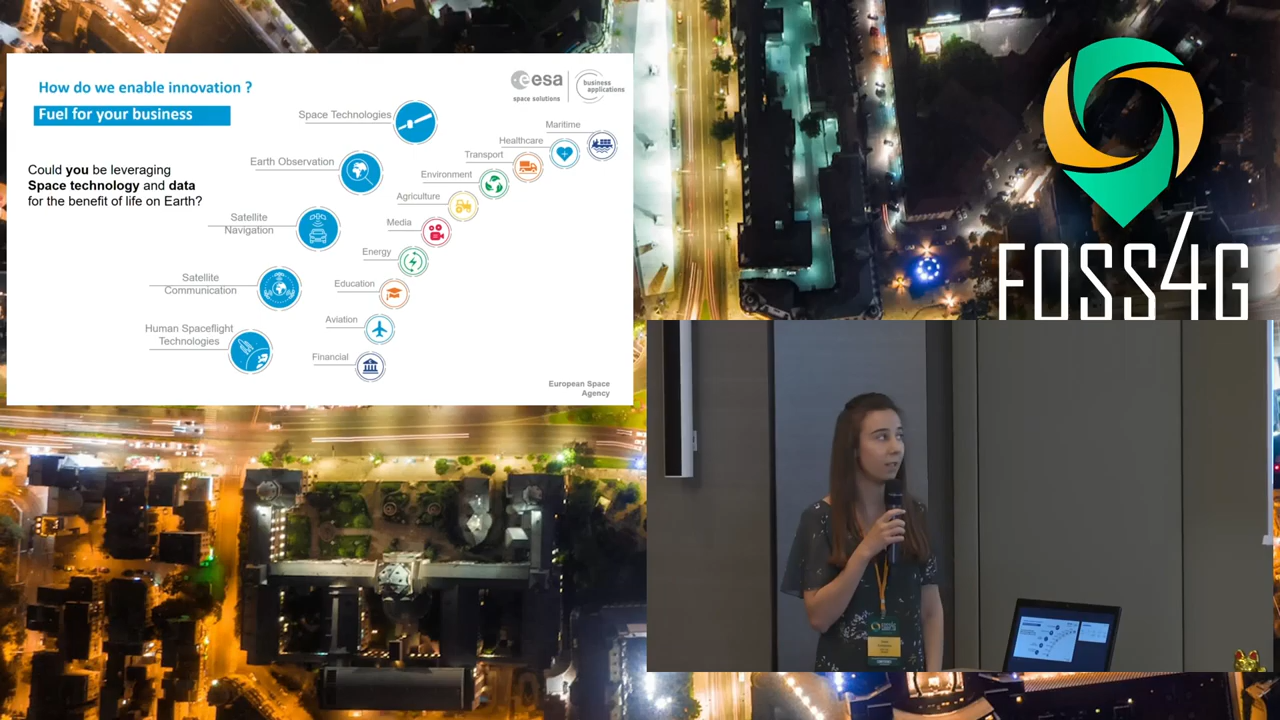 How do we enable innovation ?
Fuel for your business
esa
space solutions
business
applications
Could you be leveraging
Space technology and data
for the benefit of life on Earth?
Space Technologies
Earth Observation
Satellite
Navigation
Satellite
Communication
Human Spaceflight
Technologies
Maritime
Healthcare
Transport
Environment
Agriculture
Media
Energy
Education
Aviation
Financial
European Space
Agency
FOSS4G